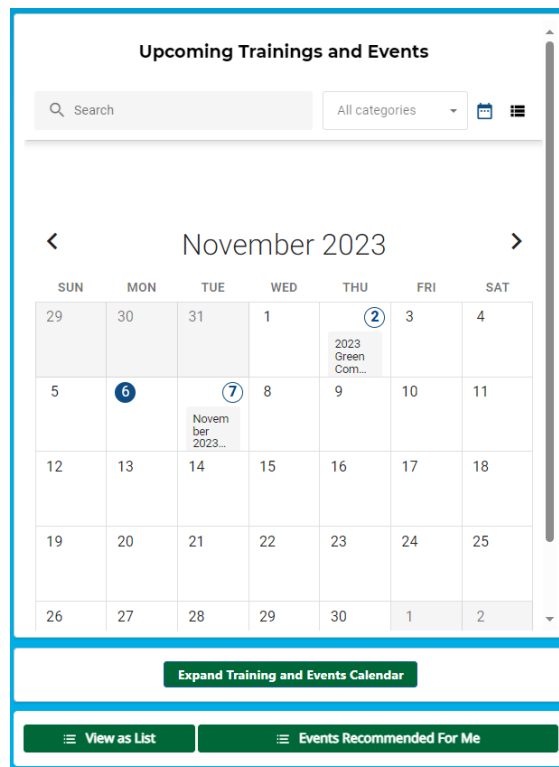 Upcoming Trainings and Events
Search
All categories
November 2023
SUN MON TUE WED THU FRI SAT
29 30 31 1 2 3 4
2023
Green
Com...
5 6 7 8 9 10 11
Novem
ber
2023...
12 13 14 15 16 17 18
19 20 21 22 23 24 25
26 27 28 29 30 1 2
Expand Training and Events Calendar
View as List Events Recommended For Me